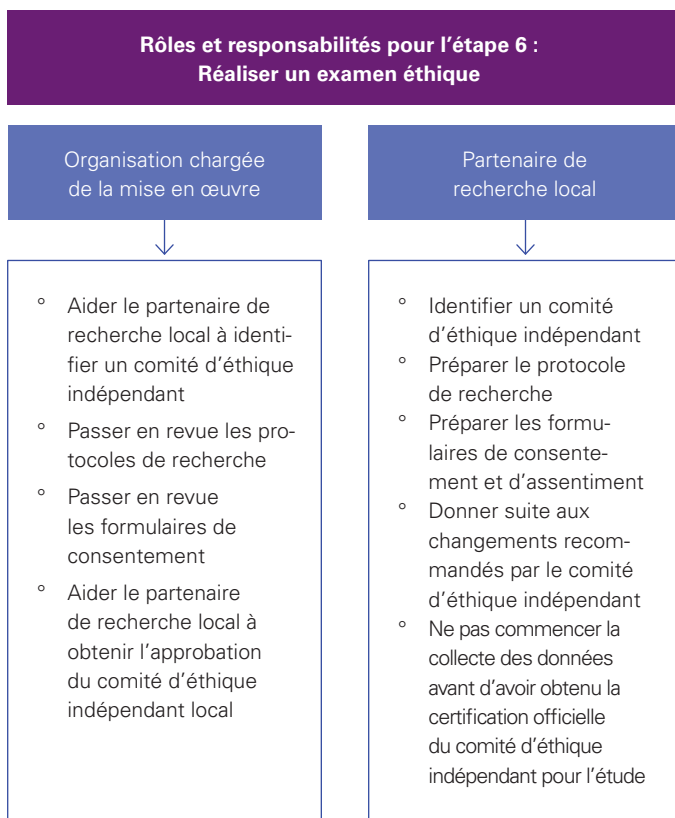 Rôles et responsabilités pour l’étape 6 :
Réaliser un examen éthique
Organisation chargée
de la mise en œuvre
° Aider le partenaire de
recherche local à identi-
fier un comité d’éthique
indépendant
° Passer en revue les pro-
tocoles de recherche
° Passer en revue
les formulaires de
consentement
° Aider le partenaire
de recherche local à
obtenir l’approbation
du comité d’éthique
indépendant local
Partenaire de
recherche local
° Identifier un comité
d’éthique indépendant
° Préparer le protocole
de recherche
° Préparer les formu-
laires de consente-
ment et d’assentiment
° Donner suite aux
changements recom-
mandés par le comité
d’éthique indépendant
° Ne pas commencer la
collecte des données
avant d’avoir obtenu la
certification officielle
du comité d’éthique
indépendant pour l’étude